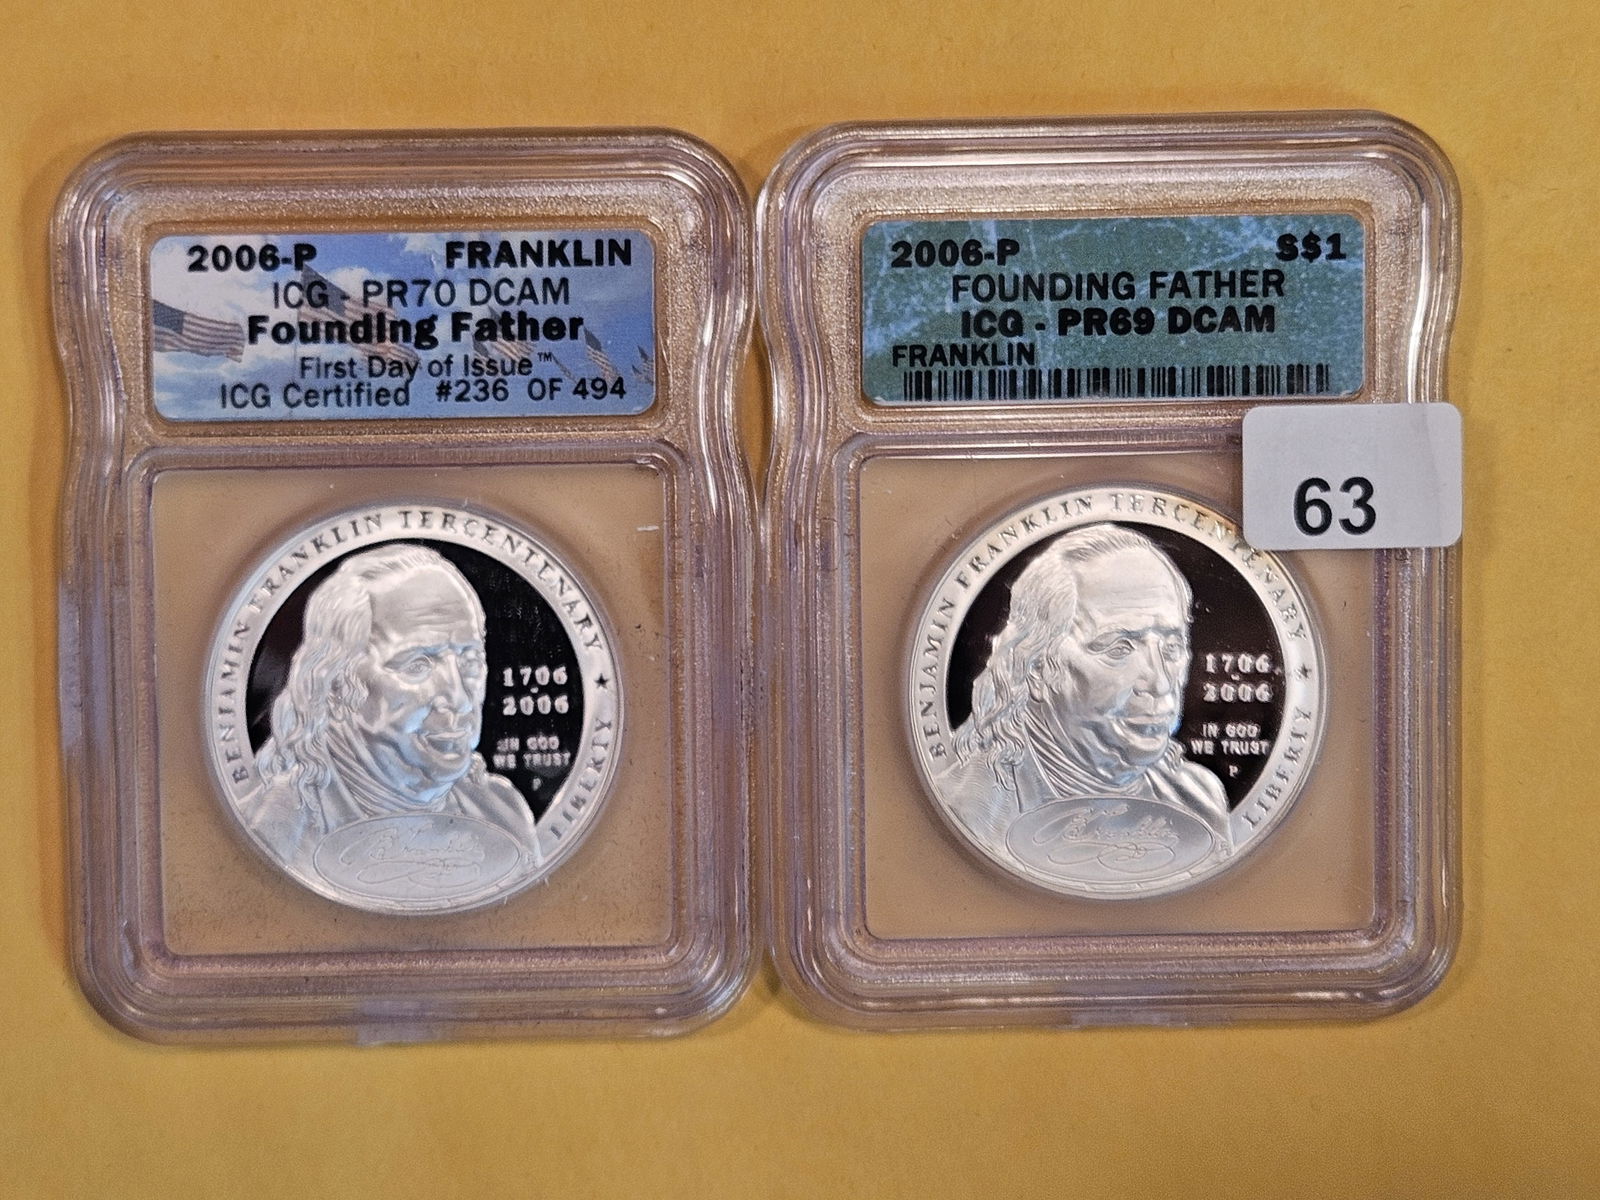 2006-P FRANKLIN
ICG - PR70 DCAM
Founding Father
First Day of Issue™
ICG Certified #236 OF 494
BENJAMIN FRANKLIN TERCENTENARY ★ LIBERTY
1706
-
2006
IN GOD
WE TRUST
P
2006-P S$1
FOUNDING FATHER
ICG - PR69 DCAM
FRANKLIN
63
BENJAMIN FRANKLIN TERCENTENARY ★ LIBERTY
1706
-
2006
IN GOD
WE TRUST
P